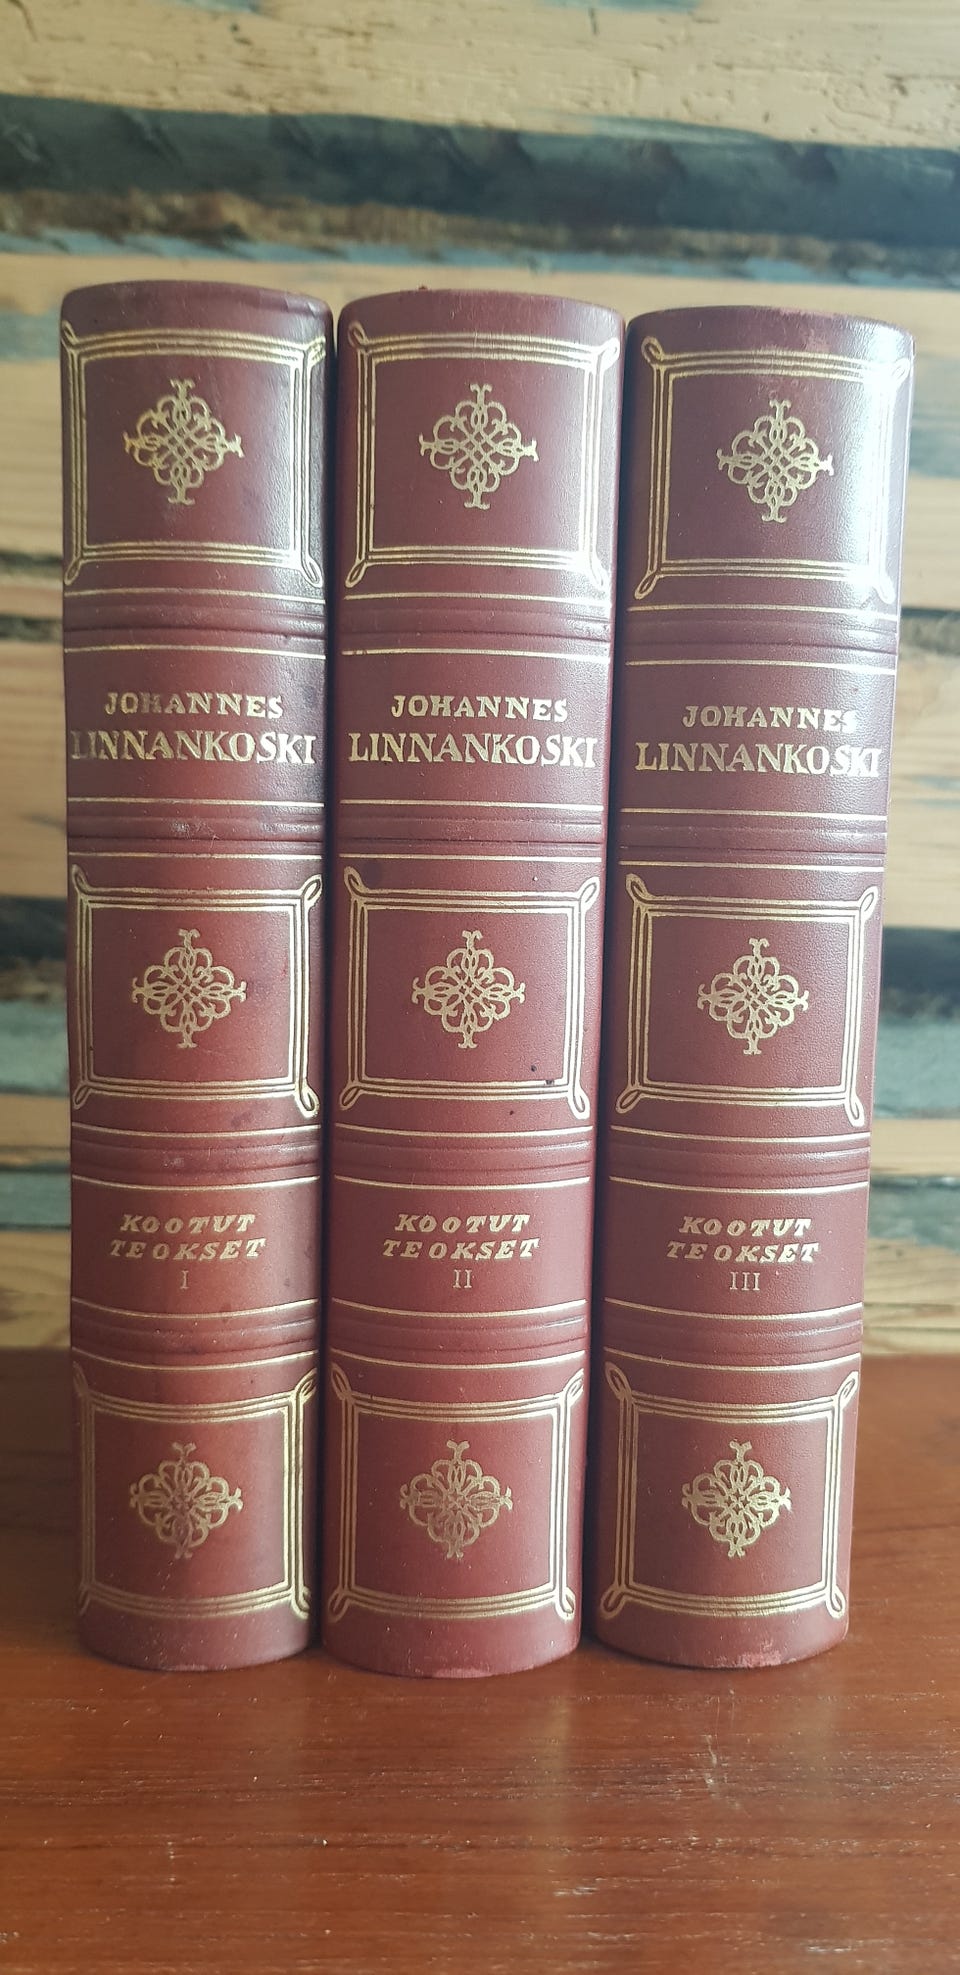 JOHANNES
LINNANKOSKI
KOOTUT
TEOKSET
I
JOHANNES
LINNANKOSKI
KOOTUT
TEOKSET
II
JOHANNES
LINNANKOSKI
KOOTUT
TEOKSET
III